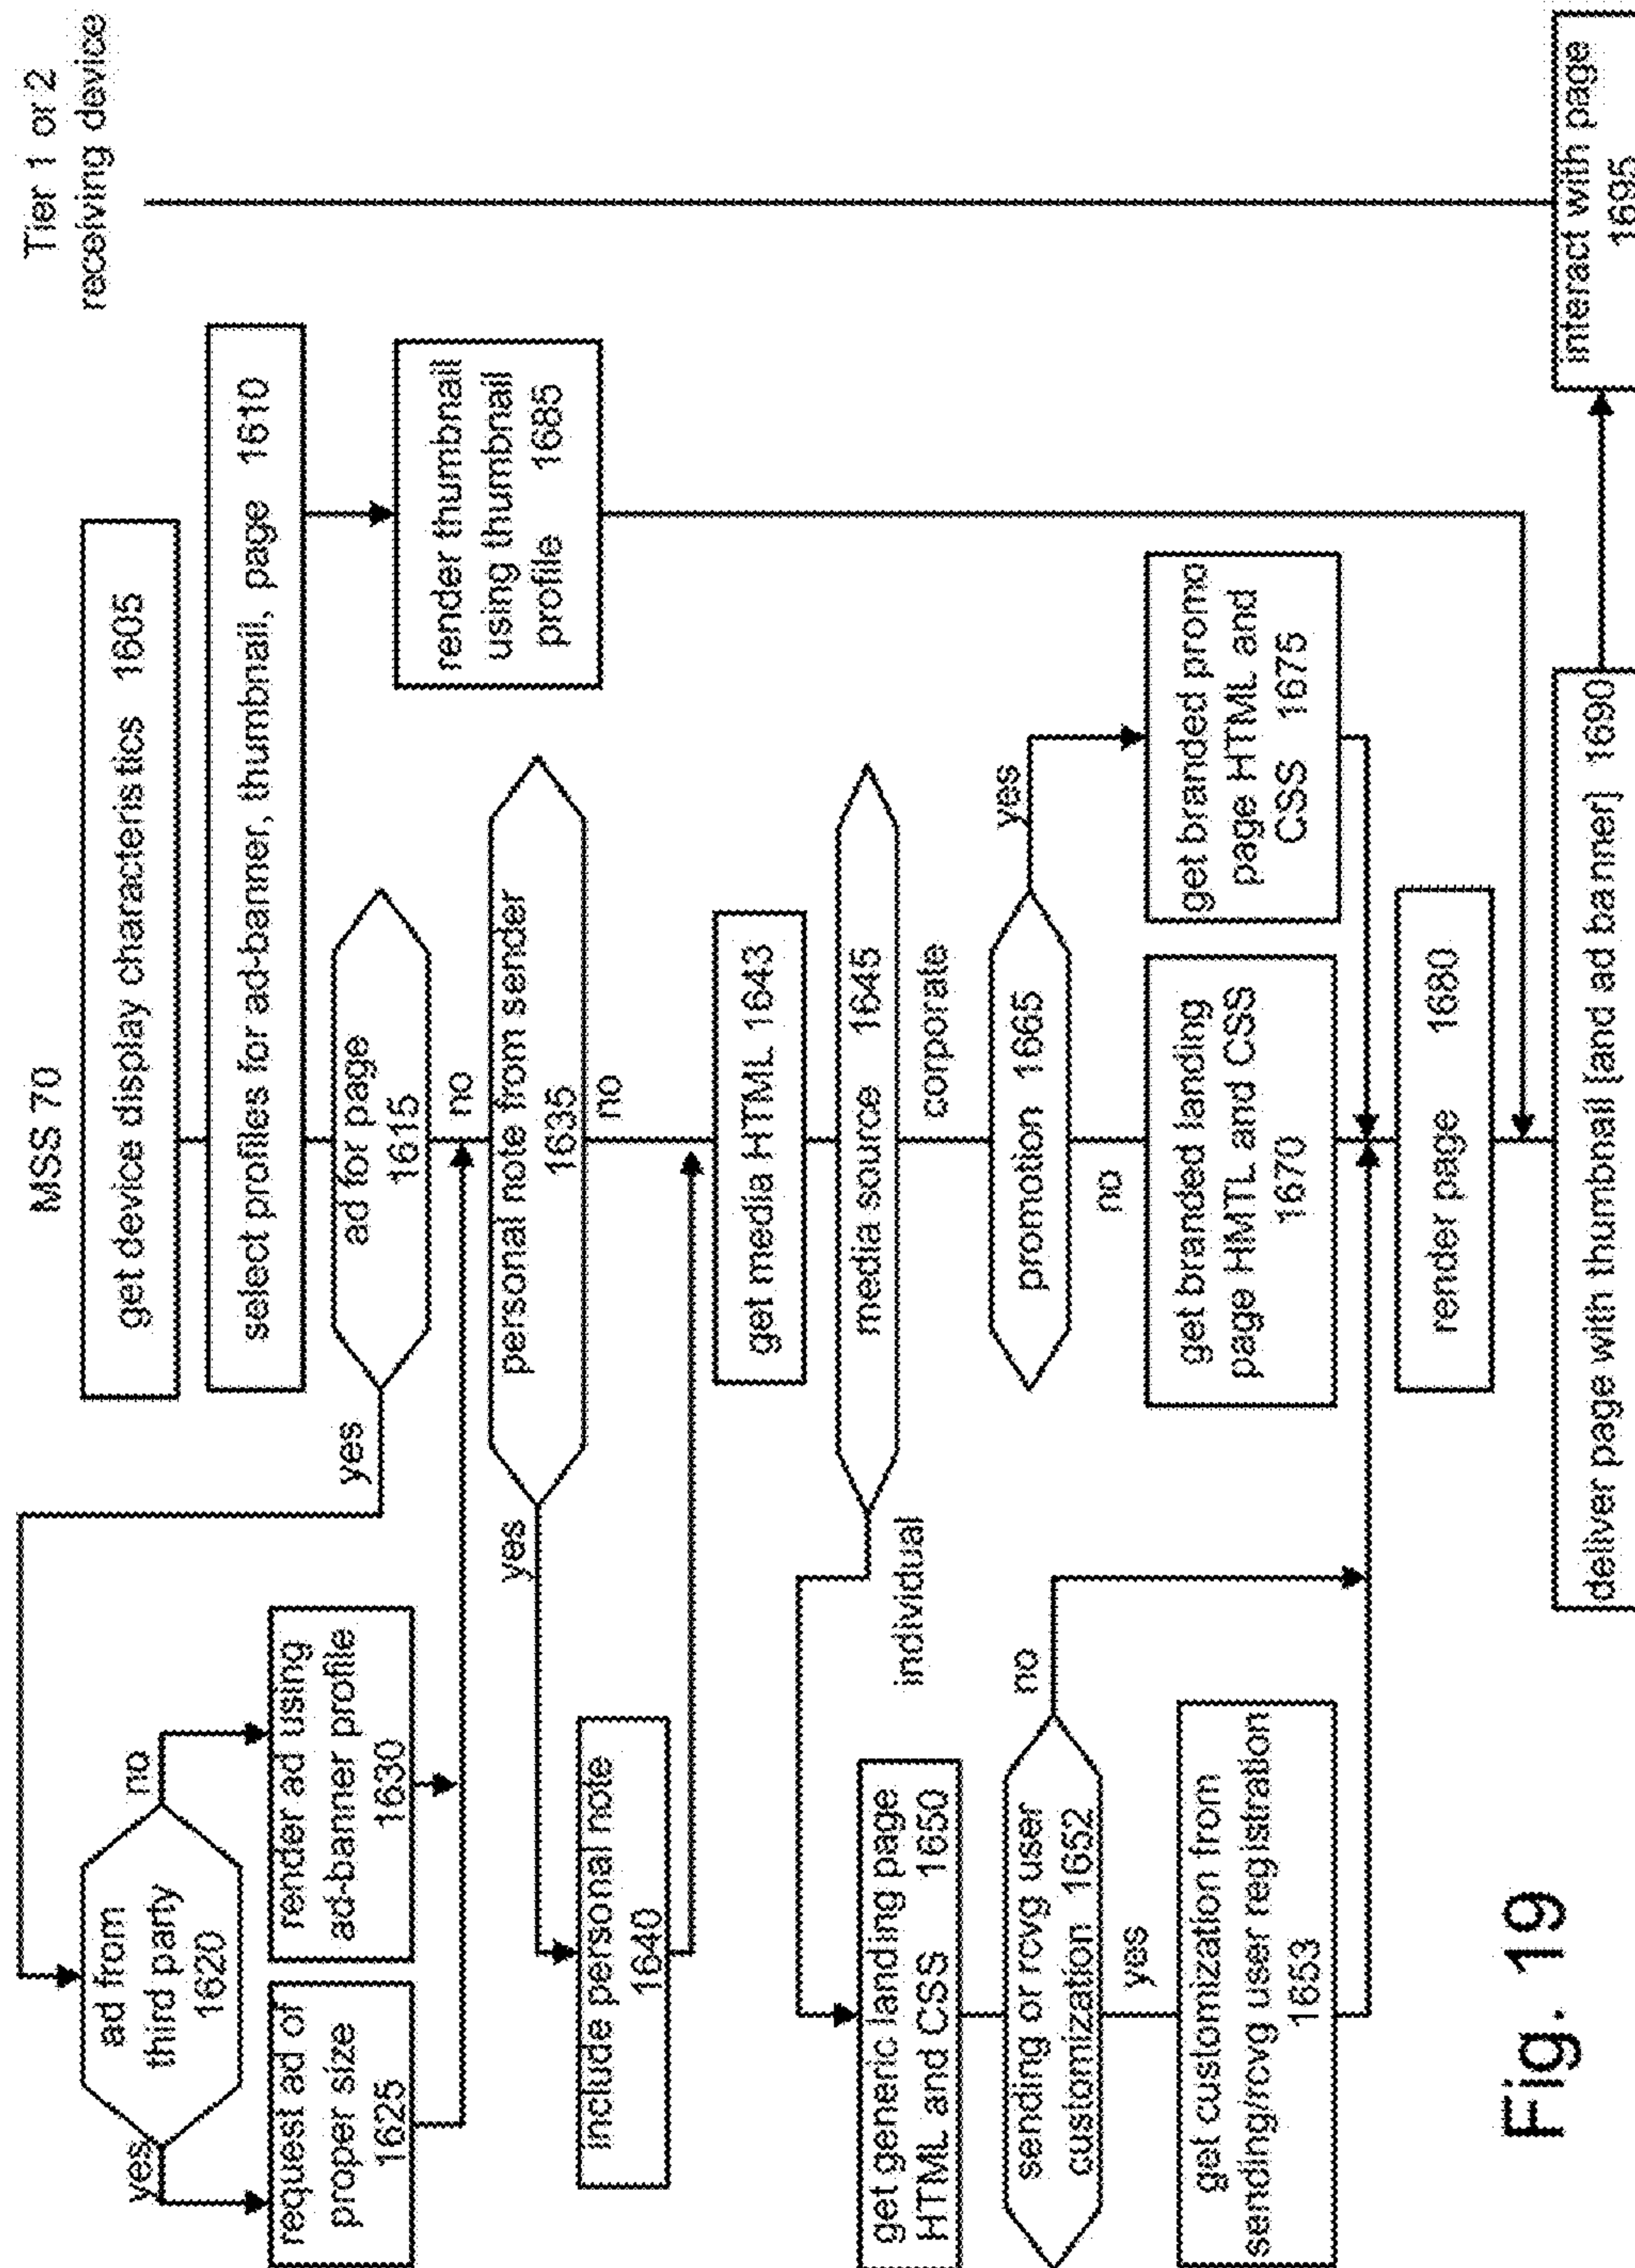 MSS 70
Tier 1 or 2
receiving device
get device display characteristics 1605
select profiles for ad-banner, thumbnail, page 1610
ad for page
1615
yes
no
ad from
third party
1620
yes
no
request ad of
proper size
1625
render ad using
ad-banner profile
1630
render thumbnail
using thumbnail
profile 1685
personal note from sender
1635
yes
no
include personal note
1640
get media HTML 1643
media source 1645
individual
corporate
get generic landing page
HTML and CSS 1650
sending or rcvg user
customization 1652
no
yes
get customization from
sending/rcvg user registration
1653
promotion 1665
yes
no
get branded landing
page HMTL and CSS
1670
get branded promo
page HTML and
CSS 1675
render page 1680
deliver page with thumbnail [and ad banner] 1690
interact with page
1695
Fig. 19